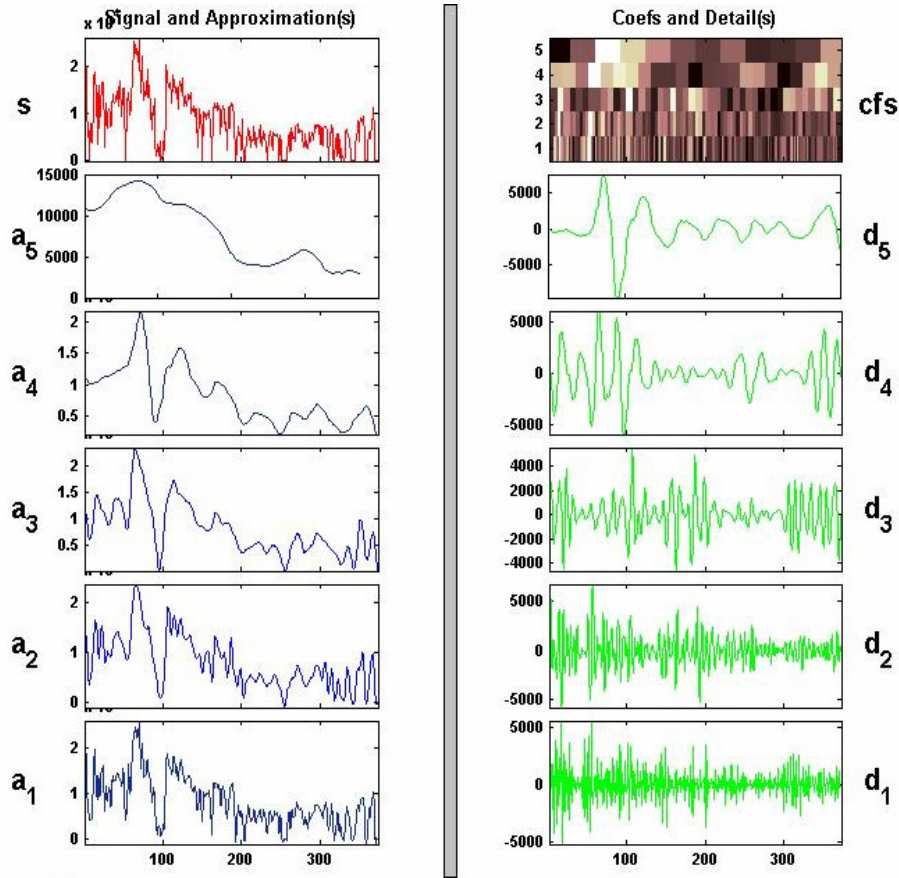 Signal and Approximation(s)
Coefs and Detail(s)
s
2
1
0
cfs
5
4
3
2
1
a5
15000
10000
5000
0
d5
5000
0
-5000
a4
2
1.5
1
0.5
d4
5000
0
-5000
a3
2
1.5
1
0.5
d3
4000
2000
0
-2000
-4000
a2
2
1
0
d2
5000
0
-5000
a1
2
1
0
d1
5000
0
-5000
100 200 300
100 200 300